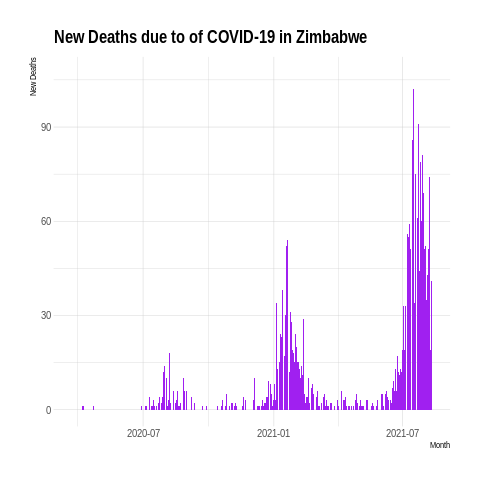 New Deaths due to of COVID-19 in Zimbabwe
New Deaths
90
60
30
0
2020-07
2021-01
2021-07
Month